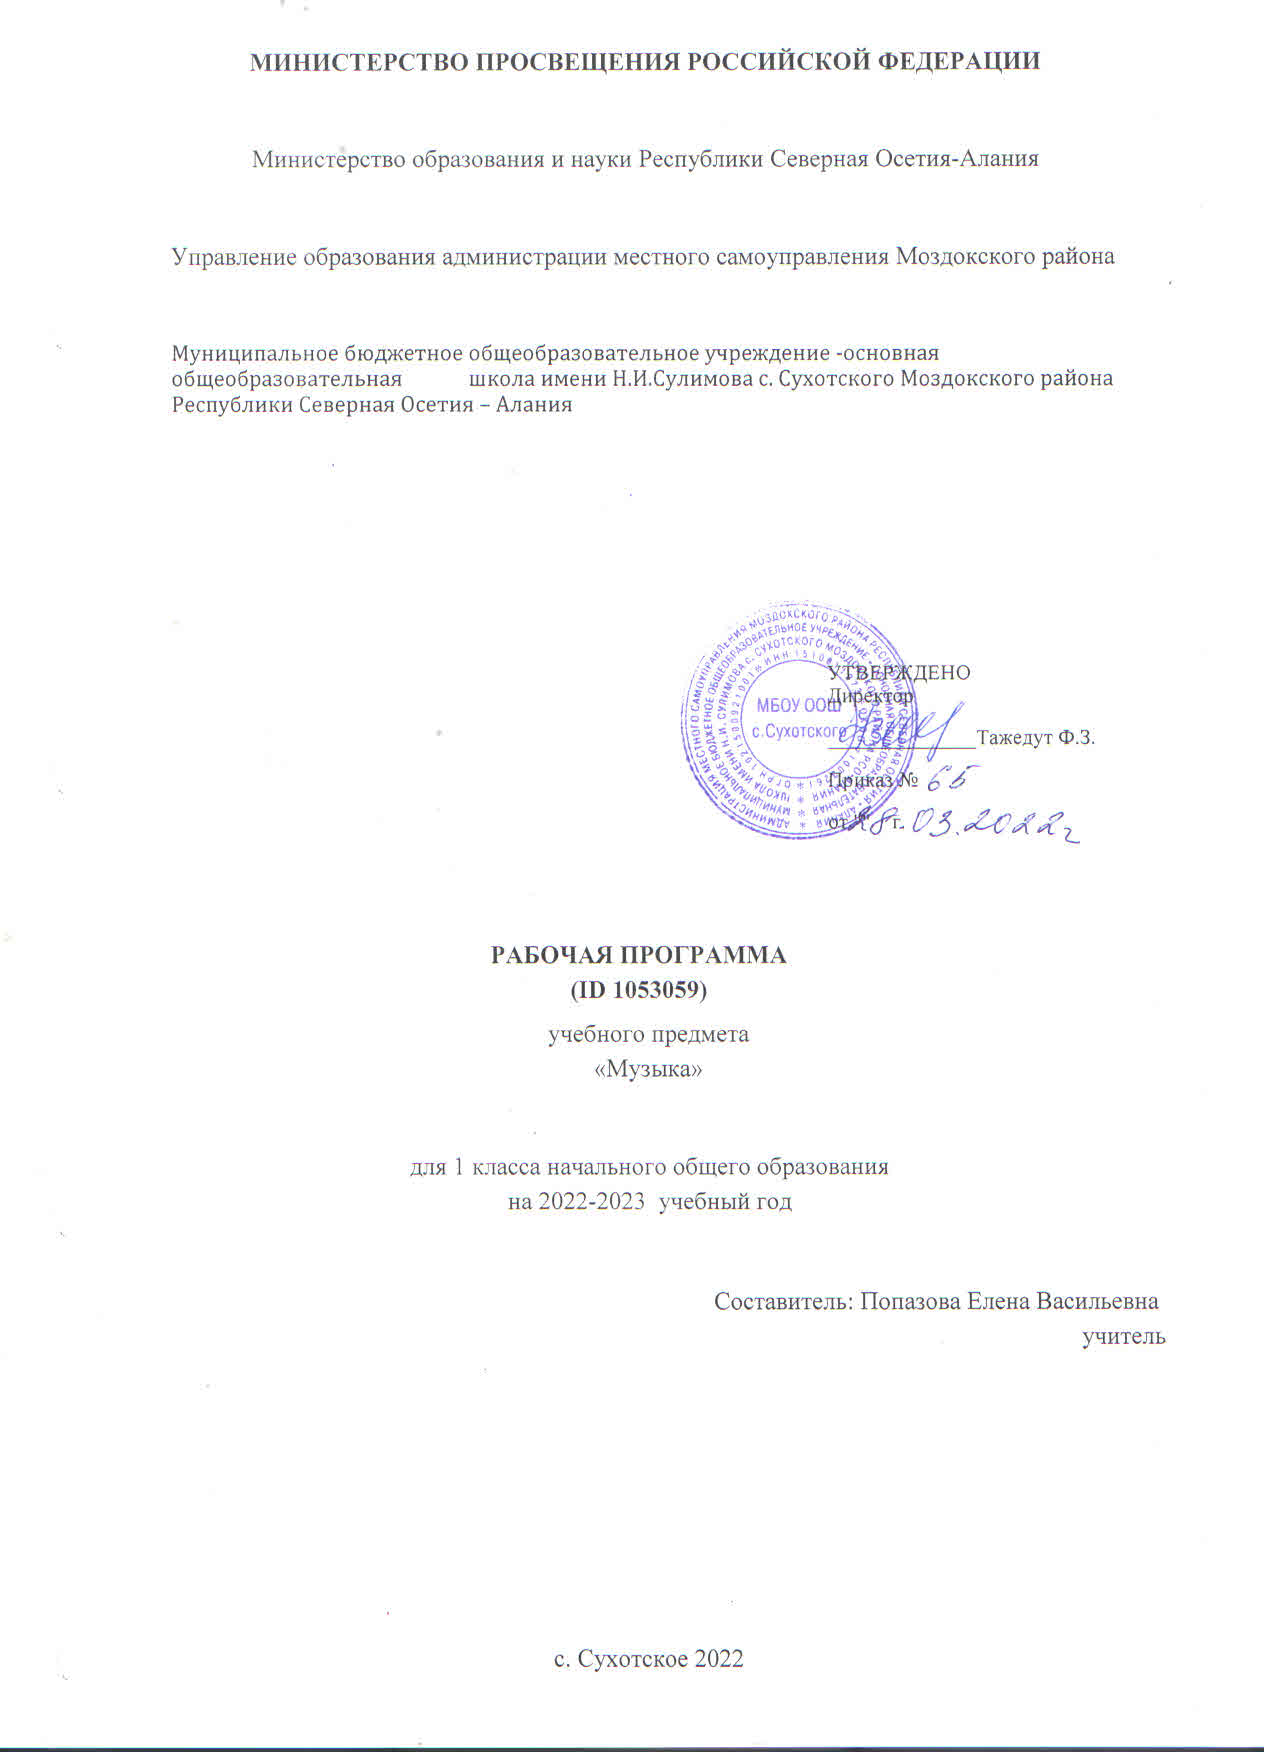 МИНИСТЕРСТВО ПРОСВЕЩЕНИЯ РОССИЙСКОЙ ФЕДЕРАЦИИ
Министерство образования и науки Республики Северная Осетия-Алания
Управление образования администрации местного самоуправления Моздокского района
Муниципальное бюджетное общеобразовательное учреждение -основная
общеобразовательная школа имени Н.И.Сулимова с. Сухотского Моздокского района
Республики Северная Осетия – Алания
МБОУ ООШ
с.Сухотского
УТВЕРЖДЕНО
Директор
Тажедут Ф.З.
Приказ № 65
от 28 г. 03.2022г
РАБОЧАЯ ПРОГРАММА
(ID 1053059)
учебного предмета
«Музыка»
для 1 класса начального общего образования
на 2022-2023 учебный год
Составитель: Попазова Елена Васильевна
учитель
с. Сухотское 2022